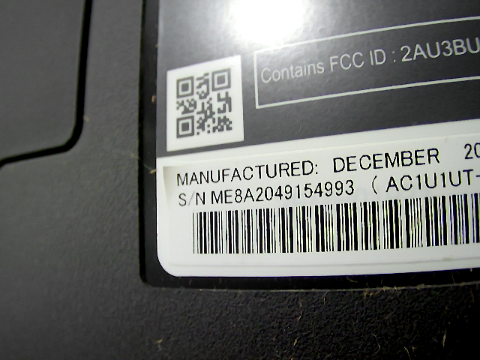 Contains FCC ID : 2AU3BU
MANUFACTURED: DECEMBER 20
S/N ME8A2049154993 ( AC1U1UT-